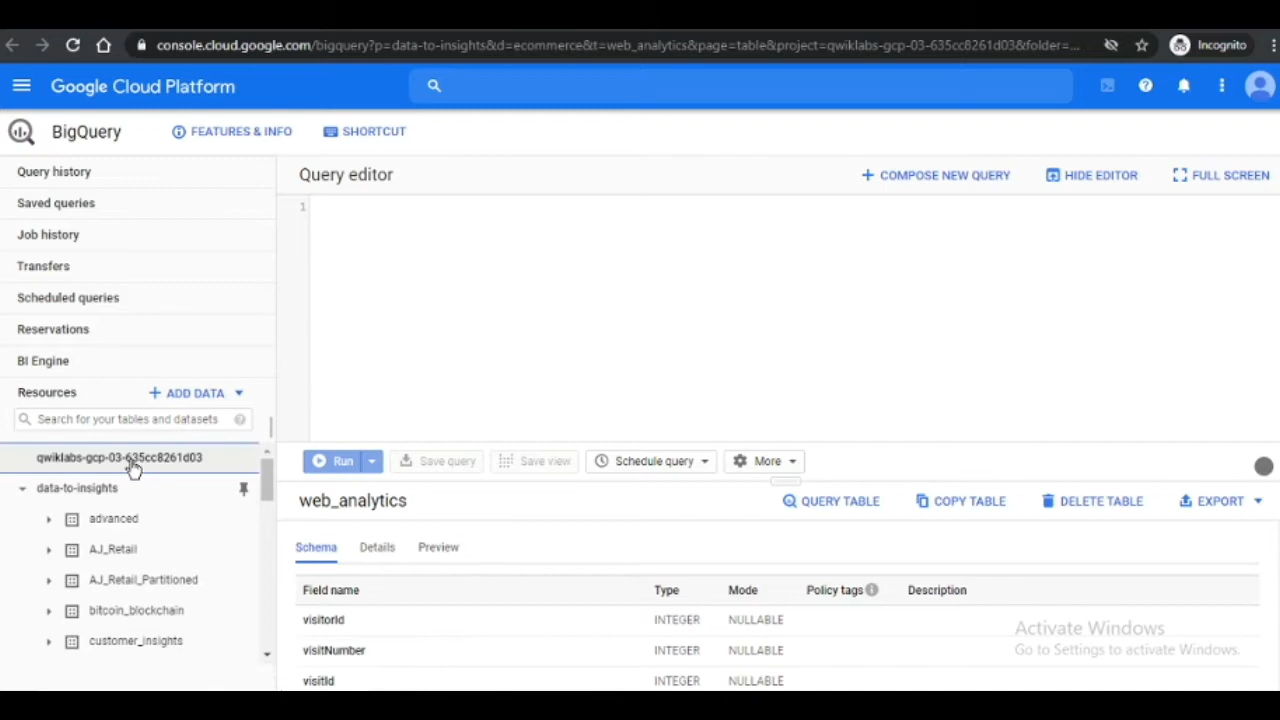 console.cloud.google.com/bigquery?p=data-to-insights&d=ecommerce&t=web_analytics&page=table&project=qwiklabs-gcp-03-635cc8261d03&folder=...
Incognito
Google Cloud Platform
BigQuery
FEATURES & INFO
SHORTCUT
Query history
Saved queries
Job history
Transfers
Scheduled queries
Reservations
BI Engine
Resources
ADD DATA
Search for your tables and datasets
qwiklabs-gcp-03-635cc8261d03
data-to-insights
advanced
AJ_Retail
AJ_Retail_Partitioned
bitcoin_blockchain
customer_insights
Query editor
COMPOSE NEW QUERY
HIDE EDITOR
FULL SCREEN
1
Run
Save query
Save view
Schedule query
More
web_analytics
QUERY TABLE
COPY TABLE
DELETE TABLE
EXPORT
Schema Details Preview
Field name Type Mode Policy tags Description
visitorId INTEGER NULLABLE
visitNumber INTEGER NULLABLE
visitId INTEGER NULLABLE
Activate Windows
Go to Settings to activate Windows.